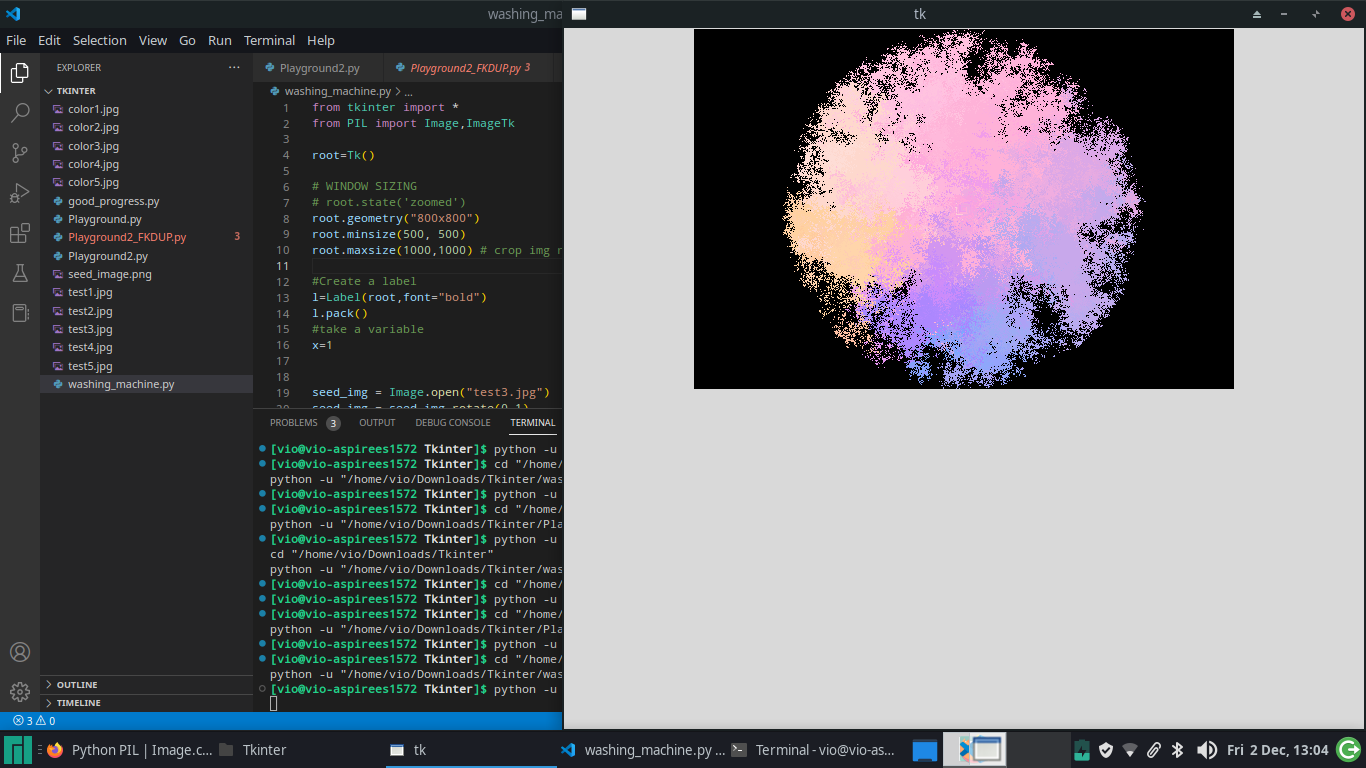 washing_ma
tk
File Edit Selection View Go Run Terminal Help
EXPLORER
Playground2.py
Playground2_FKDUP.py 3
TKINTER
washing_machine.py > ...
color1.jpg
color2.jpg
color3.jpg
color4.jpg
color5.jpg
good_progress.py
Playground.py
Playground2_FKDUP.py 3
Playground2.py
seed_image.png
test1.jpg
test2.jpg
test3.jpg
test4.jpg
test5.jpg
washing_machine.py
1 from tkinter import *
2 from PIL import Image,ImageTk
3
4 root=Tk()
5
6 # WINDOW SIZING
7 # root.state('zoomed')
8 root.geometry("800x800")
9 root.minsize(500, 500)
10 root.maxsize(1000,1000) # crop img r
11
12 #Create a label
13 l=Label(root,font="bold")
14 l.pack()
15 #take a variable
16 x=1
17
18
19 seed_img = Image.open("test3.jpg")
20 seed_img = seed_img.rotate(0.1)
PROBLEMS 3 OUTPUT DEBUG CONSOLE TERMINAL
[vio@vio-aspirees1572 Tkinter]$ python -u
[vio@vio-aspirees1572 Tkinter]$ cd "/home/
python -u "/home/vio/Downloads/Tkinter/was
[vio@vio-aspirees1572 Tkinter]$ python -u
[vio@vio-aspirees1572 Tkinter]$ cd "/home/
python -u "/home/vio/Downloads/Tkinter/Pla
[vio@vio-aspirees1572 Tkinter]$ python -u
cd "/home/vio/Downloads/Tkinter"
python -u "/home/vio/Downloads/Tkinter/was
[vio@vio-aspirees1572 Tkinter]$ cd "/home/
[vio@vio-aspirees1572 Tkinter]$ python -u
[vio@vio-aspirees1572 Tkinter]$ cd "/home/
python -u "/home/vio/Downloads/Tkinter/Pla
[vio@vio-aspirees1572 Tkinter]$ python -u
[vio@vio-aspirees1572 Tkinter]$ cd "/home/
python -u "/home/vio/Downloads/Tkinter/was
[vio@vio-aspirees1572 Tkinter]$ python -u
OUTLINE
TIMELINE
3 0
Python PIL | Image.c...
Tkinter
tk
washing_machine.py ...
Terminal - vio@vio-as...
Fri 2 Dec, 13:04